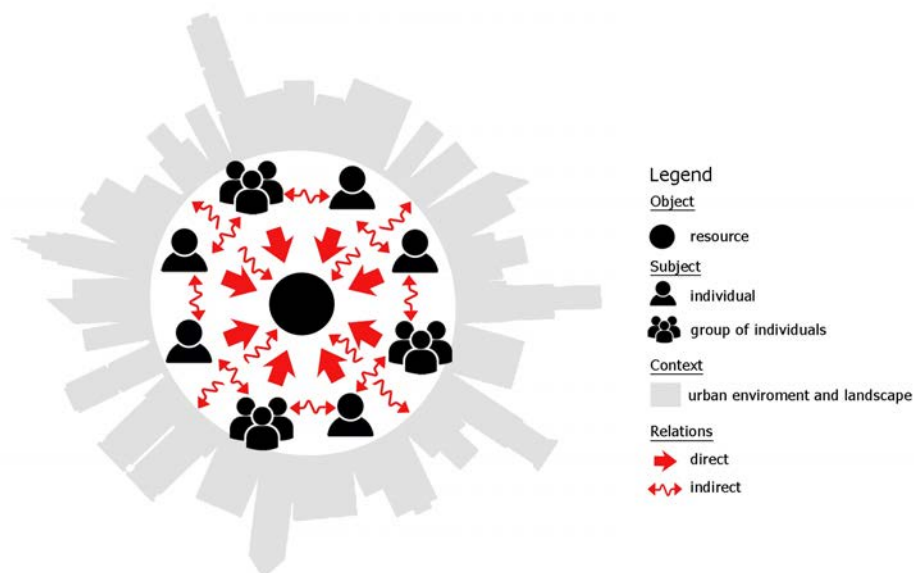 Legend
Object
resource
Subject
individual
group of individuals
Context
urban enviroment and landscape
Relations
direct
indirect